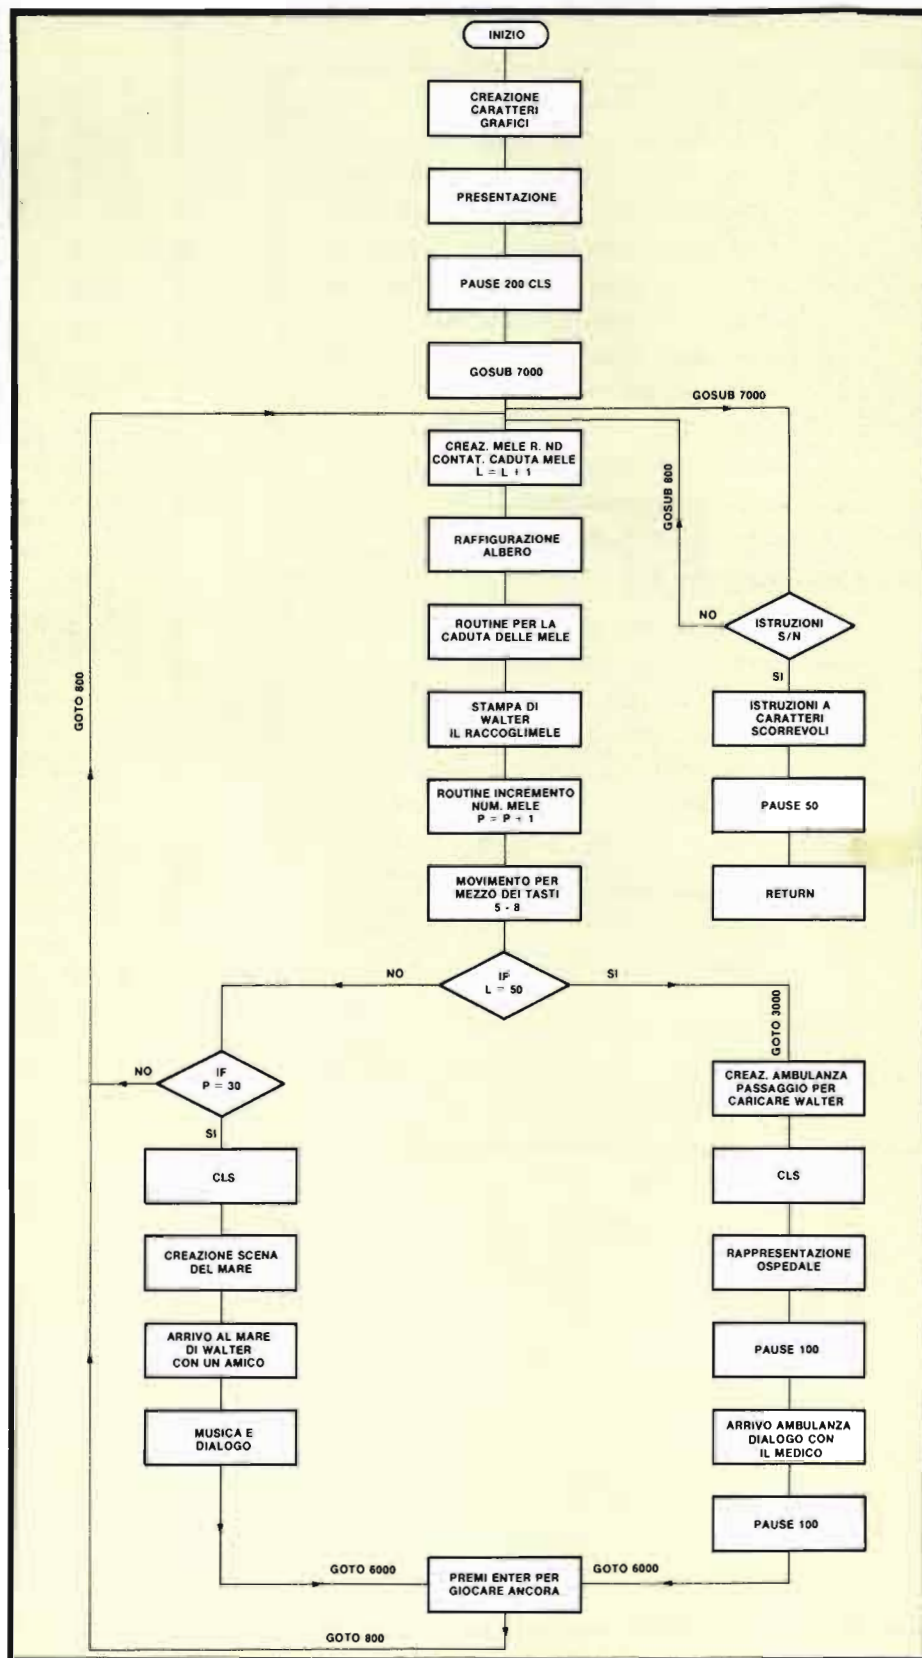 INIZIO
CREAZIONE
CARATTERI
GRAFICI
PRESENTAZIONE
PAUSE 200 CLS
GOSUB 7000
GOSUB 7000
CREAZ. MELE R. ND
CONTAT. CADUTA MELE
L = L + 1
GOSUB 800
RAFFIGURAZIONE
ALBERO
ROUTINE PER LA
CADUTA DELLE MELE
NO
ISTRUZIONI
S/N
SI
GOTO 800
STAMPA DI
WALTER
IL RACCOGLIMELE
ISTRUZIONI A
CARATTERI
SCORREVOLI
ROUTINE INCREMENTO
NUM. MELE
P = P + 1
PAUSE 50
MOVIMENTO PER
MEZZO DEI TASTI
5 - 8
RETURN
NO
IF
L = 50
SI
GOTO 3000
NO
IF
P = 30
SI
CREAZ. AMBULANZA
PASSAGGIO PER
CARICARE WALTER
CLS
CLS
CREAZIONE SCENA
DEL MARE
RAPPRESENTAZIONE
OSPEDALE
ARRIVO AL MARE
DI WALTER
CON UN AMICO
PAUSE 100
MUSICA E
DIALOGO
ARRIVO AMBULANZA
DIALOGO CON
IL MEDICO
PAUSE 100
GOTO 6000
PREMI ENTER PER
GIOCARE ANCORA
GOTO 6000
GOTO 800